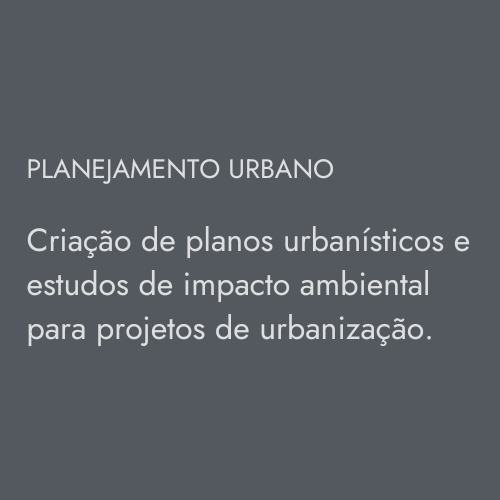 PLANEJAMENTO URBANO
Criação de planos urbanísticos e
estudos de impacto ambiental
para projetos de urbanização.